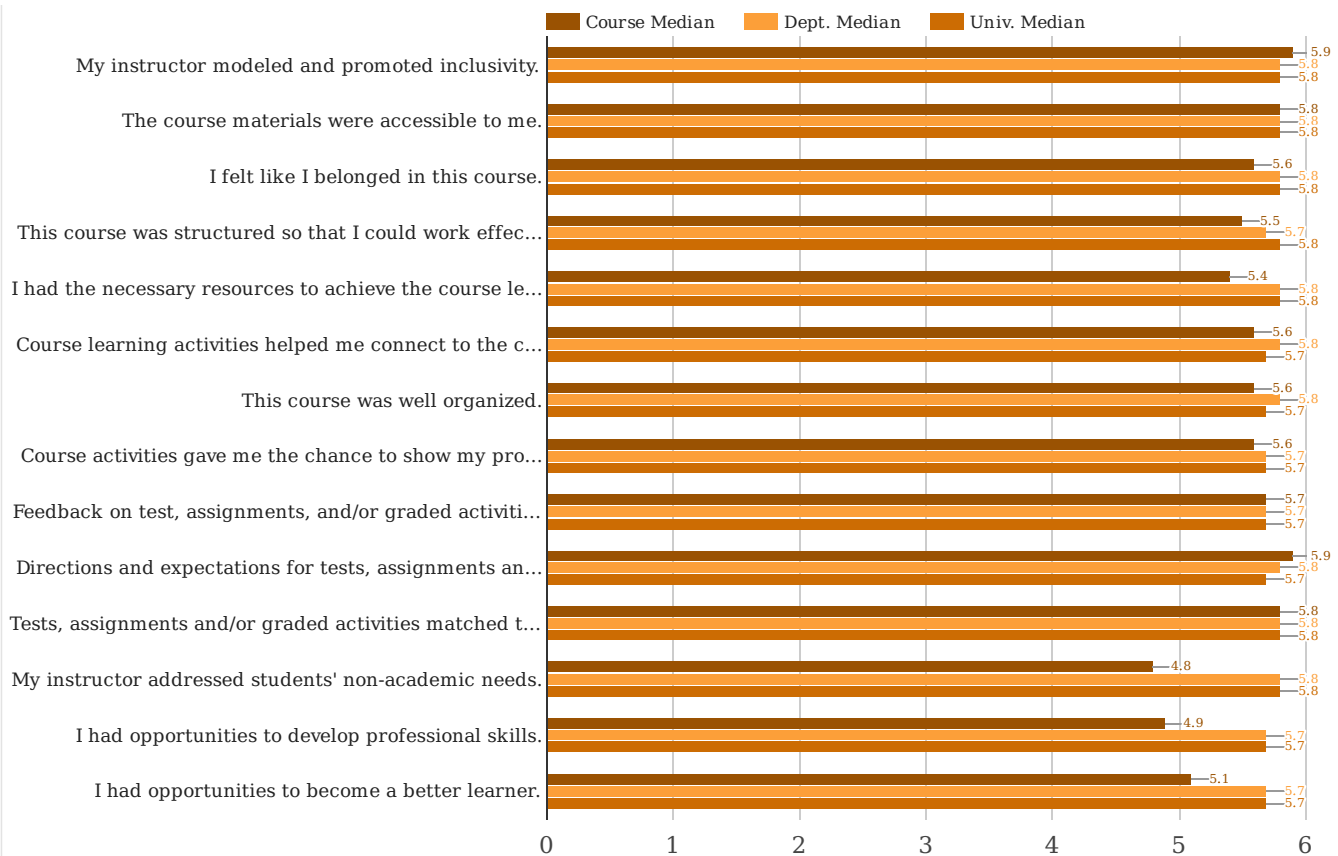 Course Median Dept. Median Univ. Median
My instructor modeled and promoted inclusivity.
5.9
5.8
5.8
The course materials were accessible to me.
5.8
5.8
5.8
I felt like I belonged in this course.
5.6
5.8
5.8
This course was structured so that I could work effec...
5.5
5.7
5.8
I had the necessary resources to achieve the course le...
5.4
5.8
5.8
Course learning activities helped me connect to the c...
5.6
5.8
5.7
This course was well organized.
5.6
5.8
5.7
Course activities gave me the chance to show my pro...
5.6
5.7
5.7
Feedback on test, assignments, and/or graded activiti...
5.7
5.7
5.7
Directions and expectations for tests, assignments an...
5.9
5.8
5.7
Tests, assignments and/or graded activities matched t...
5.8
5.8
5.8
My instructor addressed students' non-academic needs.
4.8
5.8
5.8
I had opportunities to develop professional skills.
4.9
5.7
5.7
I had opportunities to become a better learner.
5.1
5.7
5.7
0 1 2 3 4 5 6